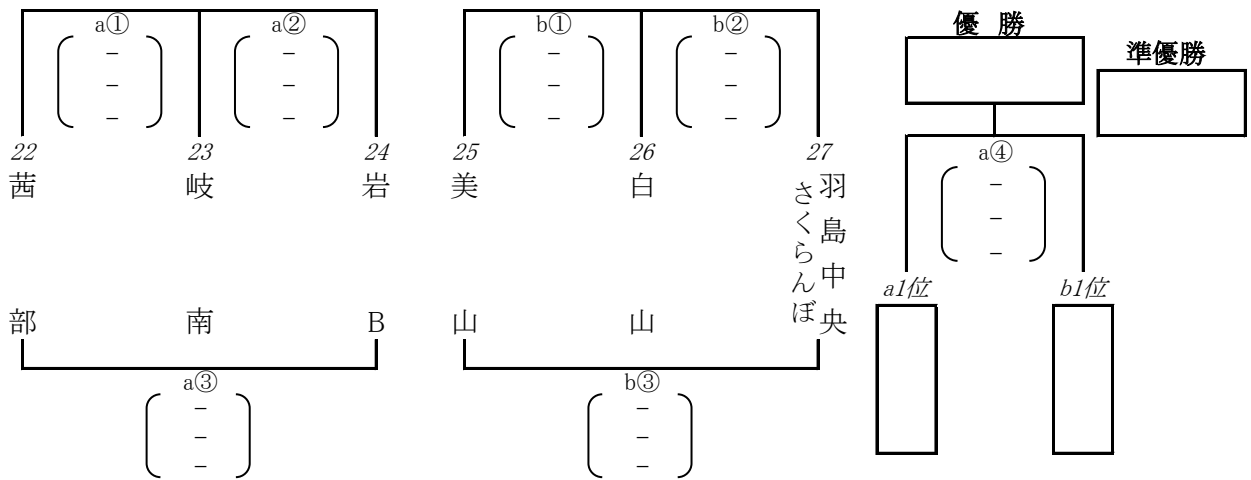 a① a② b① b② 優 勝
準優勝
- - - -
- - - -
- - - -
22 23 24 25 26 27 a④
茜部 岐南 岩B 美山 白山 羽島中央さくらんぼ
-
-
-
a1位 b1位
a③ b③
- -
- -
- -